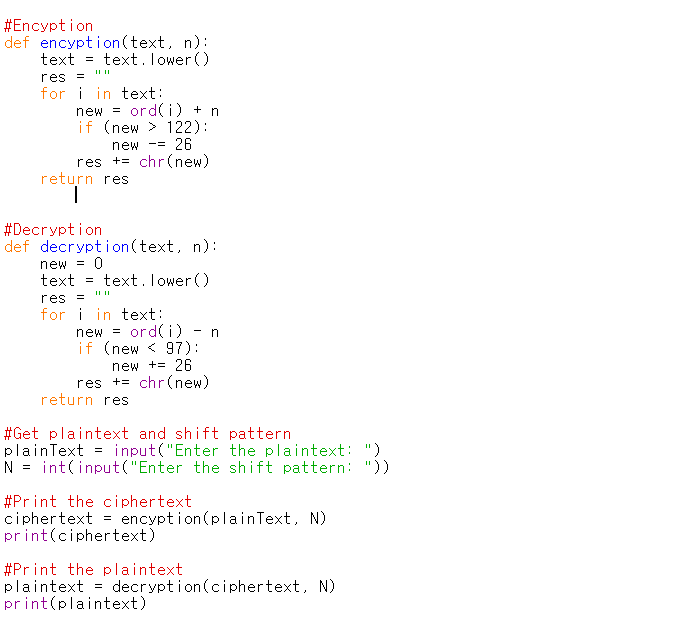 #Encyption
def encyption(text, n):
    text = text.lower()
    res = ""
    for i in text:
        new = ord(i) + n
        if (new > 122):
            new -= 26
        res += chr(new)
    return res
#Decryption
def decryption(text, n):
    new = 0
    text = text.lower()
    res = ""
    for i in text:
        new = ord(i) - n
        if (new < 97):
            new += 26
        res += chr(new)
    return res
#Get plaintext and shift pattern
plainText = input("Enter the plaintext: ")
N = int(input("Enter the shift pattern: "))
#Print the ciphertext
ciphertext = encyption(plainText, N)
print(ciphertext)
#Print the plaintext
plaintext = decryption(ciphertext, N)
print(plaintext)